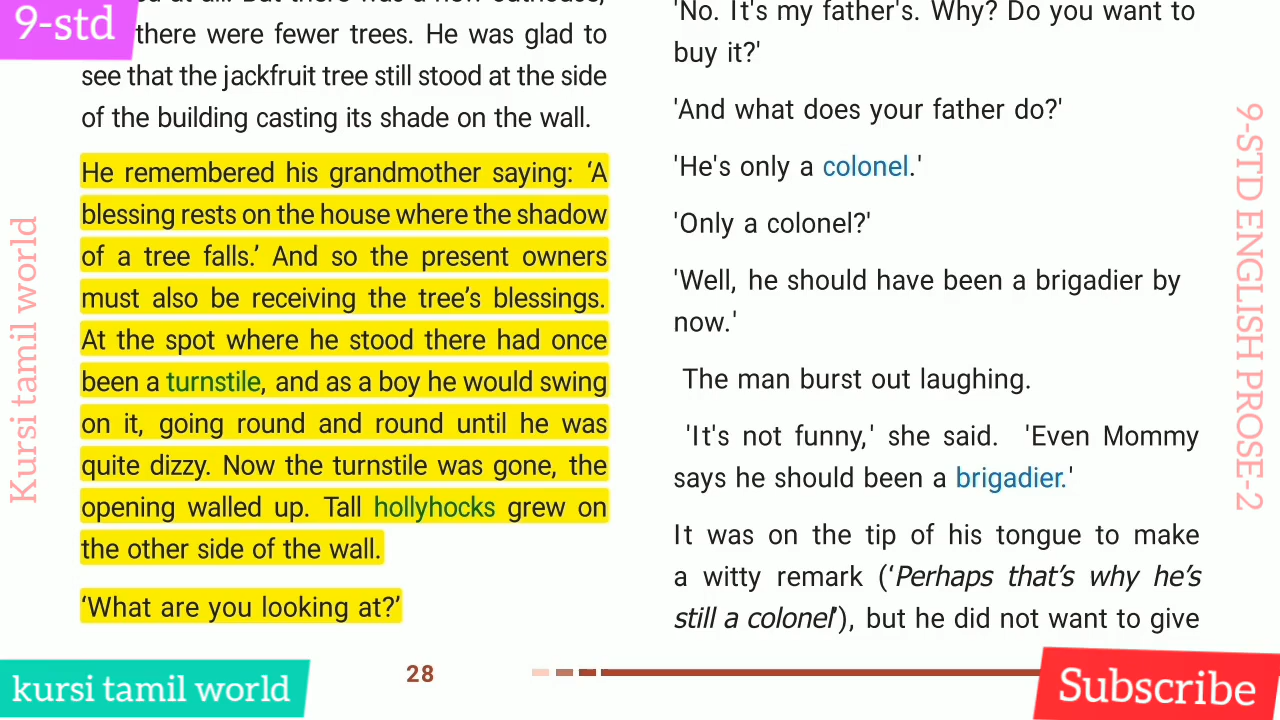 9-std
at all. But there was a new outhouse,
there were fewer trees. He was glad to
see that the jackfruit tree still stood at the side
of the building casting its shade on the wall.
He remembered his grandmother saying: ‘A
blessing rests on the house where the shadow
of a tree falls.’ And so the present owners
must also be receiving the tree’s blessings.
At the spot where he stood there had once
been a turnstile, and as a boy he would swing
on it, going round and round until he was
quite dizzy. Now the turnstile was gone, the
opening walled up. Tall hollyhocks grew on
the other side of the wall.
‘What are you looking at?’
28
'No. It's my father's. Why? Do you want to
buy it?'
'And what does your father do?'
'He's only a colonel.'
'Only a colonel?'
'Well, he should have been a brigadier by
now.'
The man burst out laughing.
'It's not funny,' she said. 'Even Mommy
says he should been a brigadier.'
It was on the tip of his tongue to make
a witty remark (‘Perhaps that’s why he’s
still a colonel’), but he did not want to give
Kursi tamil world
9-STD ENGLISH PROSE-2
kursi tamil world
Subscribe